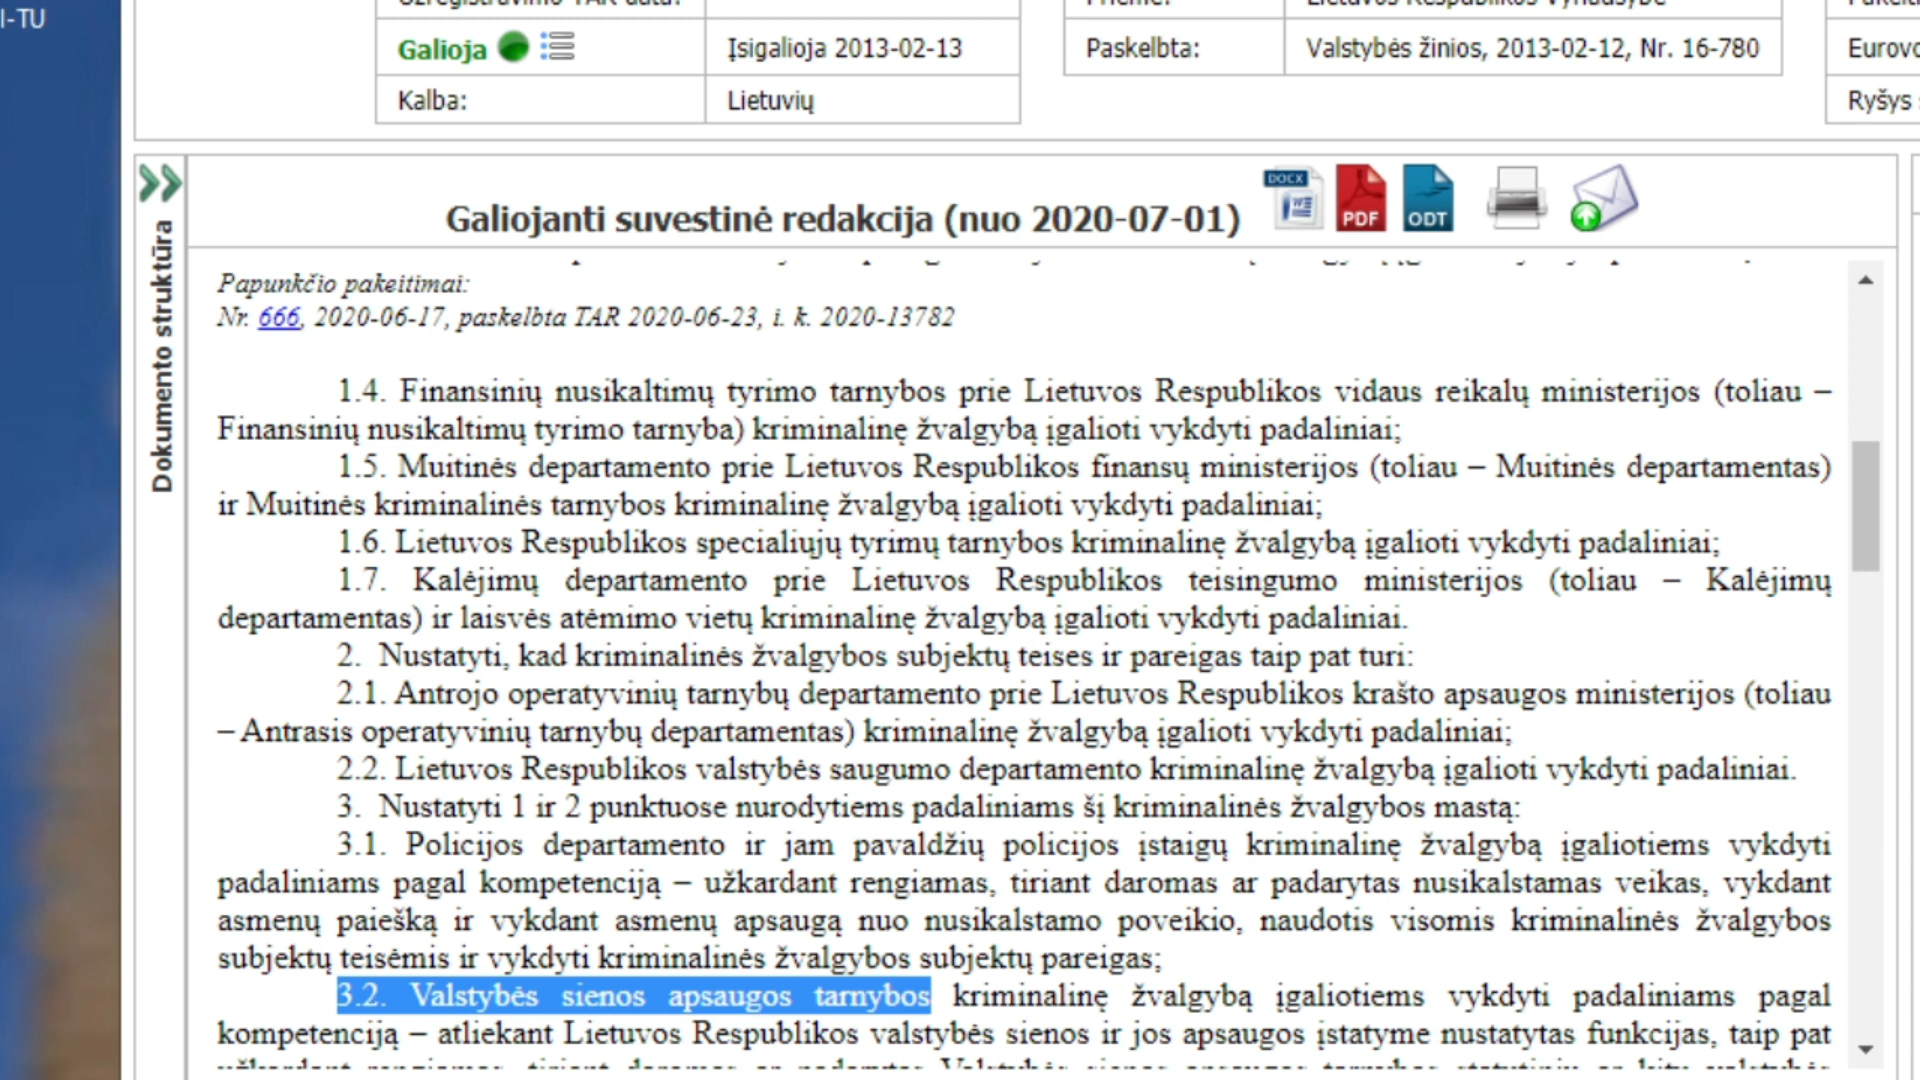 I-TU
Galioja
Įsigalioja 2013-02-13
Paskelbta:
Valstybės žinios, 2013-02-12, Nr. 16-780
Kalba:
Lietuvių
Ryšys
Dokumento struktūra
Galiojanti suvestinė redakcija (nuo 2020-07-01)
DOCX
PDF
ODT
Papunkčio pakeitimai:
Nr. 666, 2020-06-17, paskelbta TAR 2020-06-23, i. k. 2020-13782
1.4. Finansinių nusikaltimų tyrimo tarnybos prie Lietuvos Respublikos vidaus reikalų ministerijos (toliau –
Finansinių nusikaltimų tyrimo tarnyba) kriminalinę žvalgybą įgalioti vykdyti padaliniai;
1.5. Muitinės departamento prie Lietuvos Respublikos finansų ministerijos (toliau – Muitinės departamentas)
ir Muitinės kriminalinės tarnybos kriminalinę žvalgybą įgalioti vykdyti padaliniai;
1.6. Lietuvos Respublikos specialiųjų tyrimų tarnybos kriminalinę žvalgybą įgalioti vykdyti padaliniai;
1.7. Kalėjimų departamento prie Lietuvos Respublikos teisingumo ministerijos (toliau – Kalėjimų
departamentas) ir laisvės atėmimo vietų kriminalinę žvalgybą įgalioti vykdyti padaliniai.
2. Nustatyti, kad kriminalinės žvalgybos subjektų teises ir pareigas taip pat turi:
2.1. Antrojo operatyvinių tarnybų departamento prie Lietuvos Respublikos krašto apsaugos ministerijos (toliau
– Antrasis operatyvinių tarnybų departamentas) kriminalinę žvalgybą įgalioti vykdyti padaliniai;
2.2. Lietuvos Respublikos valstybės saugumo departamento kriminalinę žvalgybą įgalioti vykdyti padaliniai.
3. Nustatyti 1 ir 2 punktuose nurodytiems padaliniams šį kriminalinės žvalgybos mastą:
3.1. Policijos departamento ir jam pavaldžių policijos įstaigų kriminalinę žvalgybą įgaliotiems vykdyti
padaliniams pagal kompetenciją – užkardant rengiamas, tiriant daromas ar padarytas nusikalstamas veikas, vykdant
asmenų paiešką ir vykdant asmenų apsaugą nuo nusikalstamo poveikio, naudotis visomis kriminalinės žvalgybos
subjektų teisėmis ir vykdyti kriminalinės žvalgybos subjektų pareigas;
3.2. Valstybės sienos apsaugos tarnybos kriminalinę žvalgybą įgaliotiems vykdyti padaliniams pagal
kompetenciją – atliekant Lietuvos Respublikos valstybės sienos ir jos apsaugos įstatyme nustatytas funkcijas, taip pat